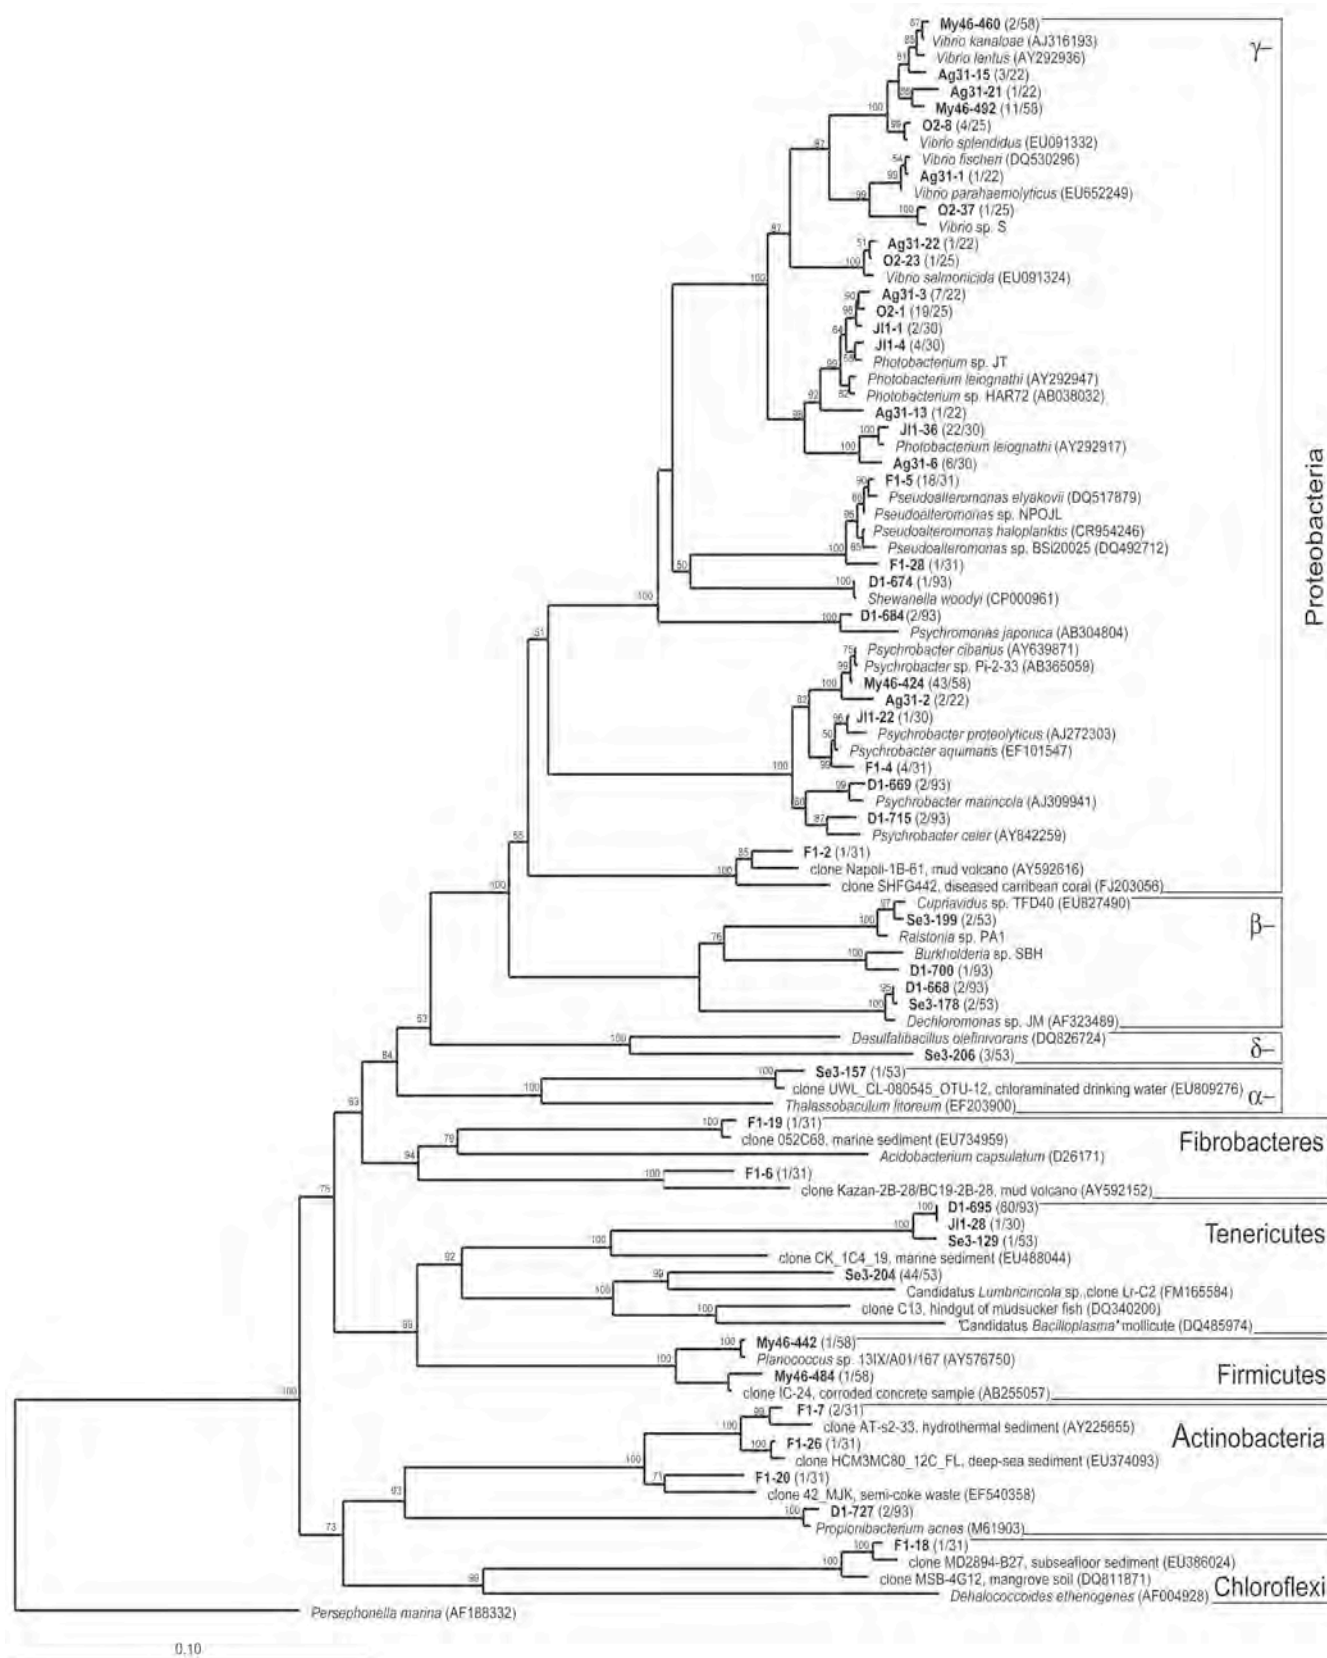 My46-460 (2/58)
Vibrio kanaloae (AJ316193)
Vibrio lentus (AY292936)
Ag31-15 (3/22)
Ag31-21 (1/22)
My46-492 (11/58)
O2-8 (4/25)
Vibrio splendidus (EU091332)
Vibrio fischeri (DQ530296)
Ag31-1 (1/22)
Vibrio parahaemolyticus (EU652249)
O2-37 (1/25)
Vibrio sp. S
Ag31-22 (1/22)
O2-23 (1/25)
Vibrio salmonicida (EU091324)
Ag31-3 (7/22)
O2-1 (19/25)
JI1-1 (2/30)
JI1-4 (4/30)
Photobacterium sp. JT
Photobacterium leiognathi (AY292947)
Photobacterium sp. HAR72 (AB038032)
Ag31-13 (1/22)
JI1-36 (22/30)
Photobacterium leiognathi (AY292917)
Ag31-6 (6/30)
F1-5 (18/31)
Pseudoalteromonas elyakovii (DQ517879)
Pseudoalteromonas sp. NPOJL
Pseudoalteromonas haloplanktis (CR954246)
Pseudoalteromonas sp. BSi20025 (DQ492712)
F1-28 (1/31)
D1-674 (1/93)
Shewanella woodyi (CP000961)
D1-684 (2/93)
Psychromonas japonica (AB304804)
Psychrobacter cibarius (AY639871)
Psychrobacter sp. Pi-2-33 (AB365059)
My46-424 (43/58)
Ag31-2 (2/22)
JI1-22 (1/30)
Psychrobacter proteolyticus (AJ272303)
Psychrobacter aquimaris (EF101547)
F1-4 (4/31)
D1-669 (2/93)
Psychrobacter marincola (AJ309941)
D1-715 (2/93)
Psychrobacter celer (AY842259)
F1-2 (1/31)
clone Napoli-1B-61, mud volcano (AY592616)
clone SHFG442, diseased carribean coral (FJ203056)
γ–
Cupriavidus sp. TFD40 (EU827490)
Se3-199 (2/53)
Ralstonia sp. PA1
Burkholderia sp. SBH
D1-700 (1/93)
D1-668 (2/93)
Se3-178 (2/53)
Dechloromonas sp. JM (AF323489)
β–
Desulfatibacillus olefinivorans (DQ826724)
Se3-206 (3/53)
δ–
Se3-157 (1/53)
clone UWL_CL-080545_OTU-12, chloraminated drinking water (EU809276)
Thalassobaculum litoreum (EF203900)
α–
Proteobacteria
F1-19 (1/31)
clone 052C68, marine sediment (EU734959)
Acidobacterium capsulatum (D26171)
F1-6 (1/31)
clone Kazan-2B-28/BC19-2B-28, mud volcano (AY592152)
Fibrobacteres
D1-695 (80/93)
JI1-28 (1/30)
Se3-129 (1/53)
clone CK_1C4_19, marine sediment (EU488044)
Se3-204 (44/53)
Candidatus Lumbricincola sp.,clone Lr-C2 (FM165584)
clone C13, hindgut of mudsucker fish (DQ340200)
"Candidatus Bacilloplasma" mollicute (DQ485974)
Tenericutes
My46-442 (1/58)
Planococcus sp. 13IX/A01/167 (AY576750)
My46-484 (1/58)
clone IC-24, corroded concrete sample (AB255057)
Firmicutes
F1-7 (2/31)
clone AT-s2-33, hydrothermal sediment (AY225655)
F1-26 (1/31)
clone HCM3MC80_12C_FL, deep-sea sediment (EU374093)
F1-20 (1/31)
clone 42_MJK, semi-coke waste (EF540358)
D1-727 (2/93)
Propionibacterium acnes (M61903)
Actinobacteria
F1-18 (1/31)
clone MD2894-B27, subseafloor sediment (EU386024)
clone MSB-4G12, mangrove soil (DQ811871)
Dehalococcoides ethenogenes (AF004928)
Chloroflexi
Persephonella marina (AF188332)
0.10